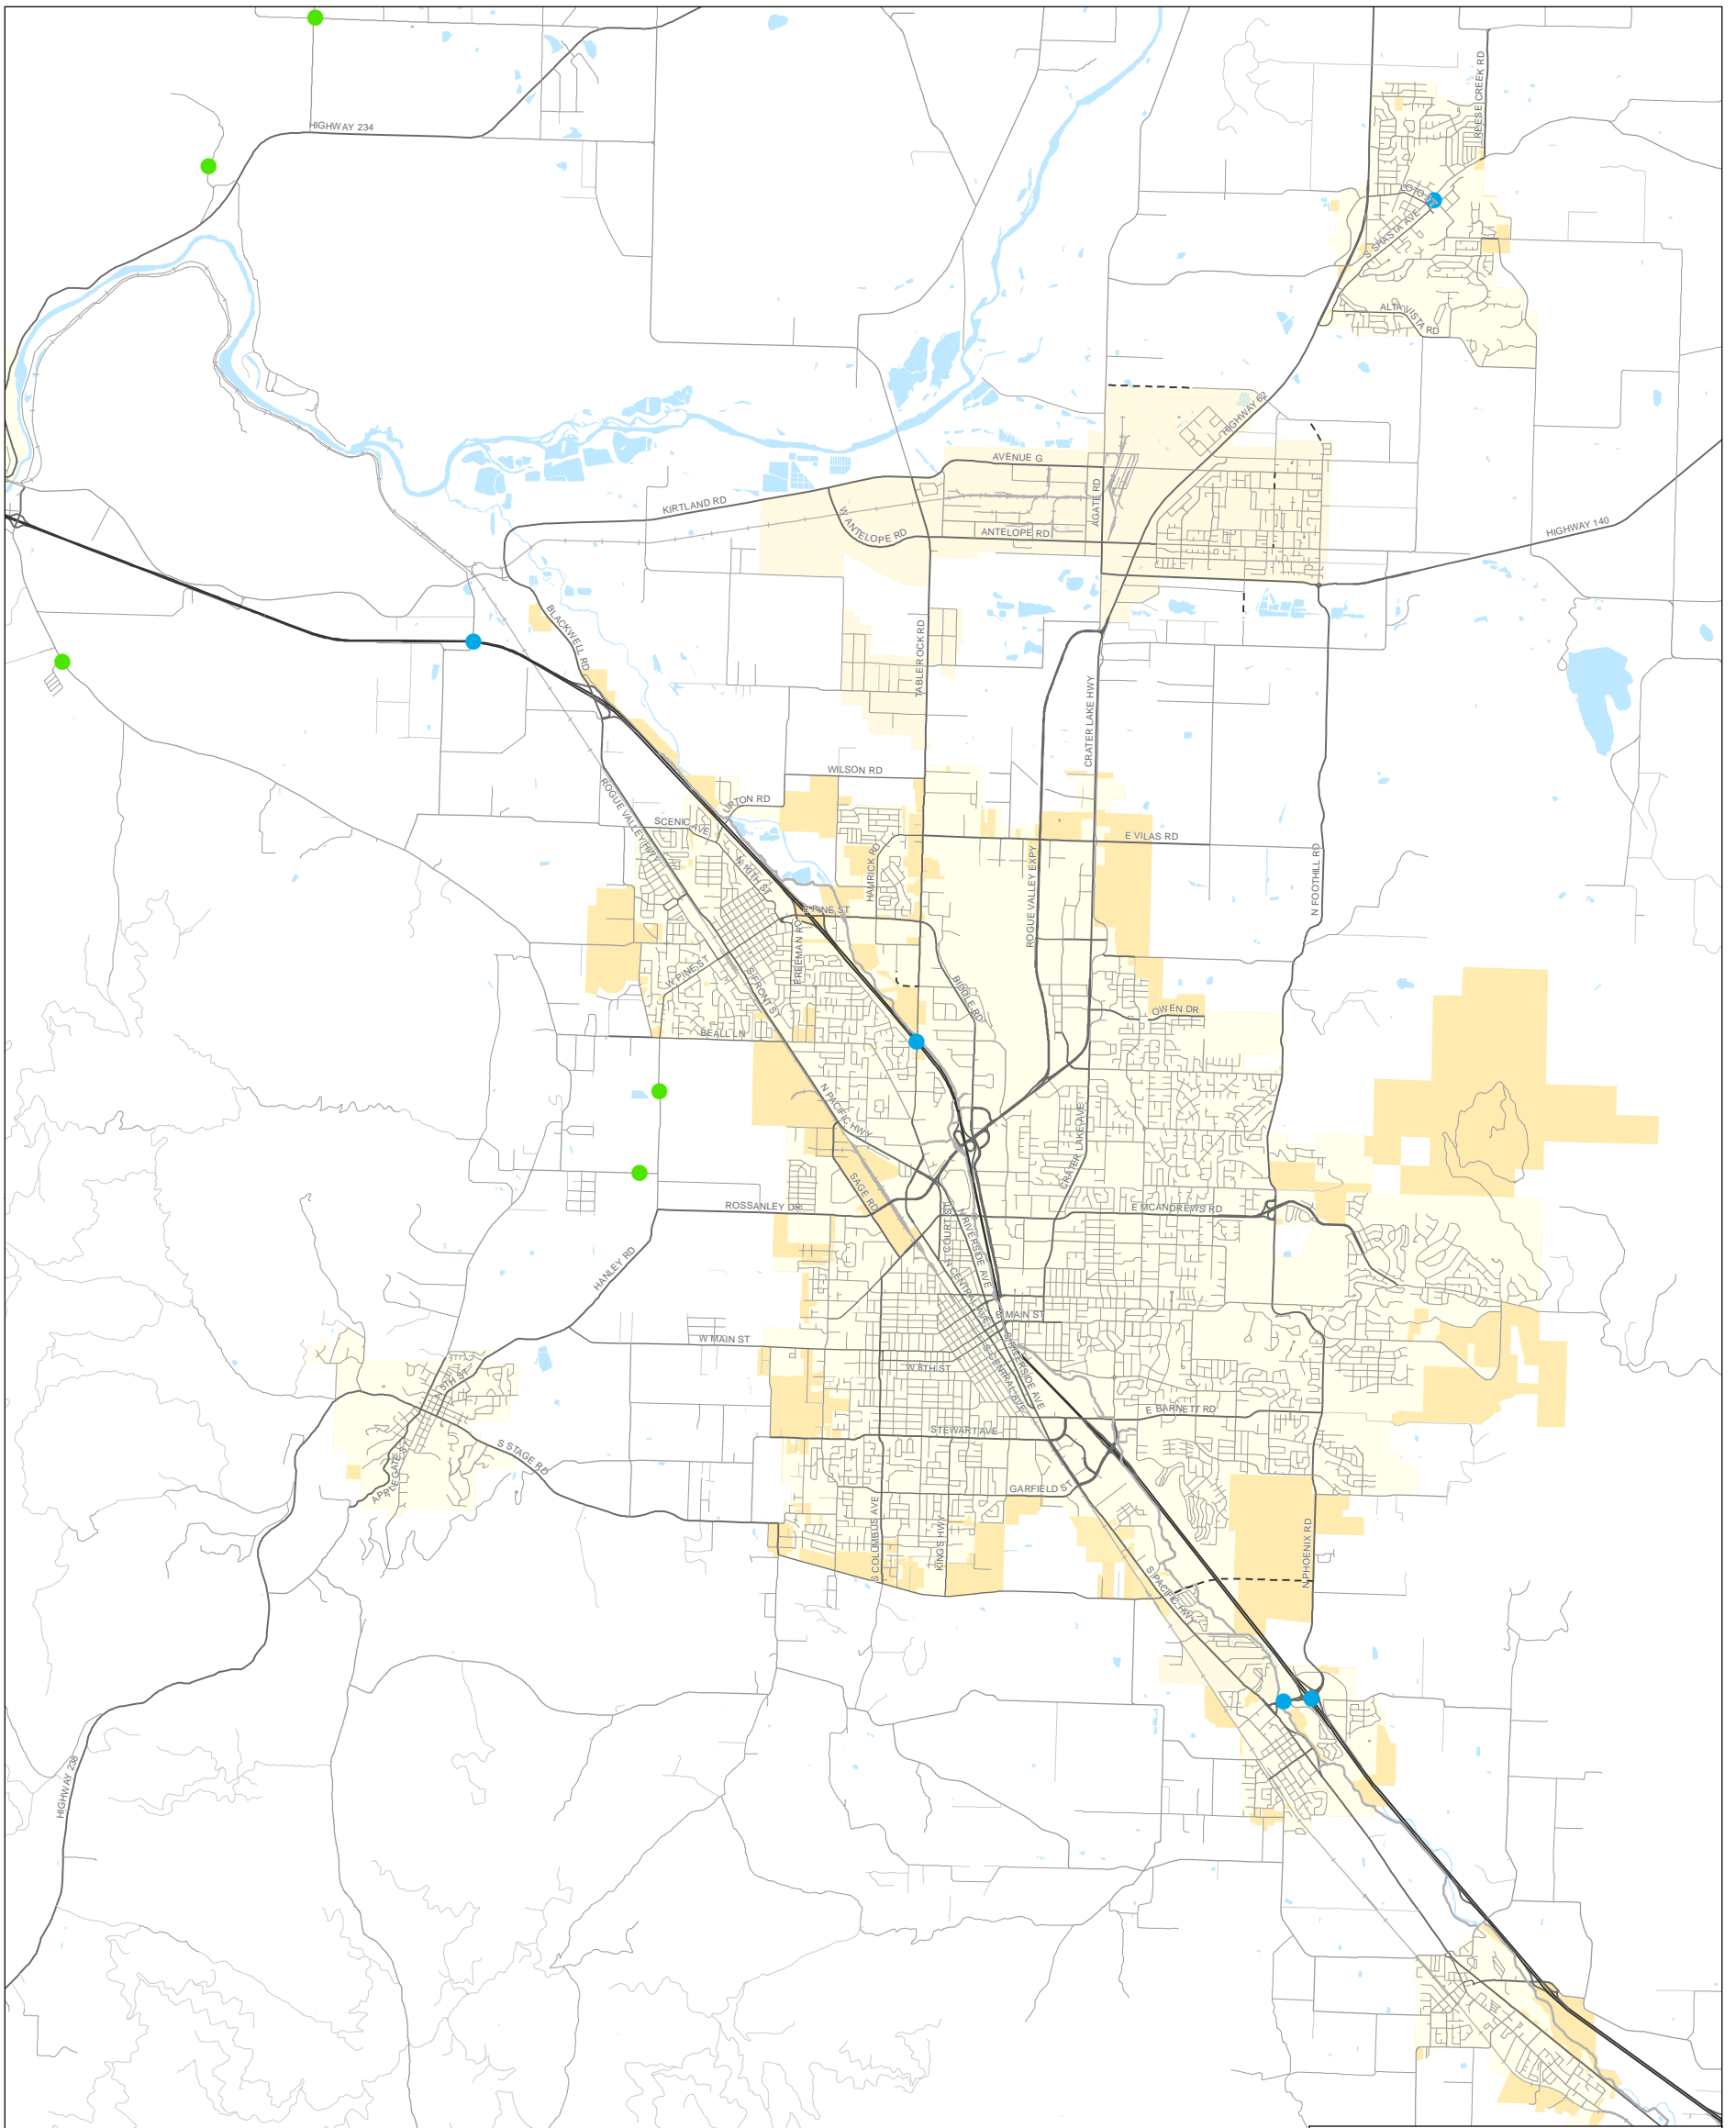 REESE CREEK RD
HIGHWAY 234
LOTO ST
S SHASTA AVE
ALTA VISTA RD
HIGHWAY 62
AVENUE G
KIRTLAND RD
AGATE RD
W ANTELOPE RD
ANTELOPE RD
HIGHWAY 140
BLACKWELL RD
TABLE ROCK RD
CRATER LAKE HWY
WILSON RD
ROGUE VALLEY HWY
UPTON RD
SCENIC AVE
E VILAS RD
N 10TH ST
HAMRICK RD
ROGUE VALLEY EXPY
N FOOTHILL RD
E PINE ST
FREEMAN RD
W PINE ST
S FRONT ST
BIDDLE RD
OWEN DR
BEALL LN
N PACIFIC HWY
CRATER LAKE AVE
SAGE RD
ROSSANLEY DR
E MCANDREWS RD
N COURT ST
N RIVERSIDE AVE
HANLEY RD
N CENTRAL AVE
E MAIN ST
W MAIN ST
W 8TH ST
S RIVERSIDE AVE
S CENTRAL AVE
N 5TH ST
E BARNETT RD
STEWART AVE
S STAGE RD
APPLEGATE ST
GARFIELD ST
S COLUMBUS AVE
KINGS HWY
N PHOENIX RD
S PACIFIC HWY
HIGHWAY 238